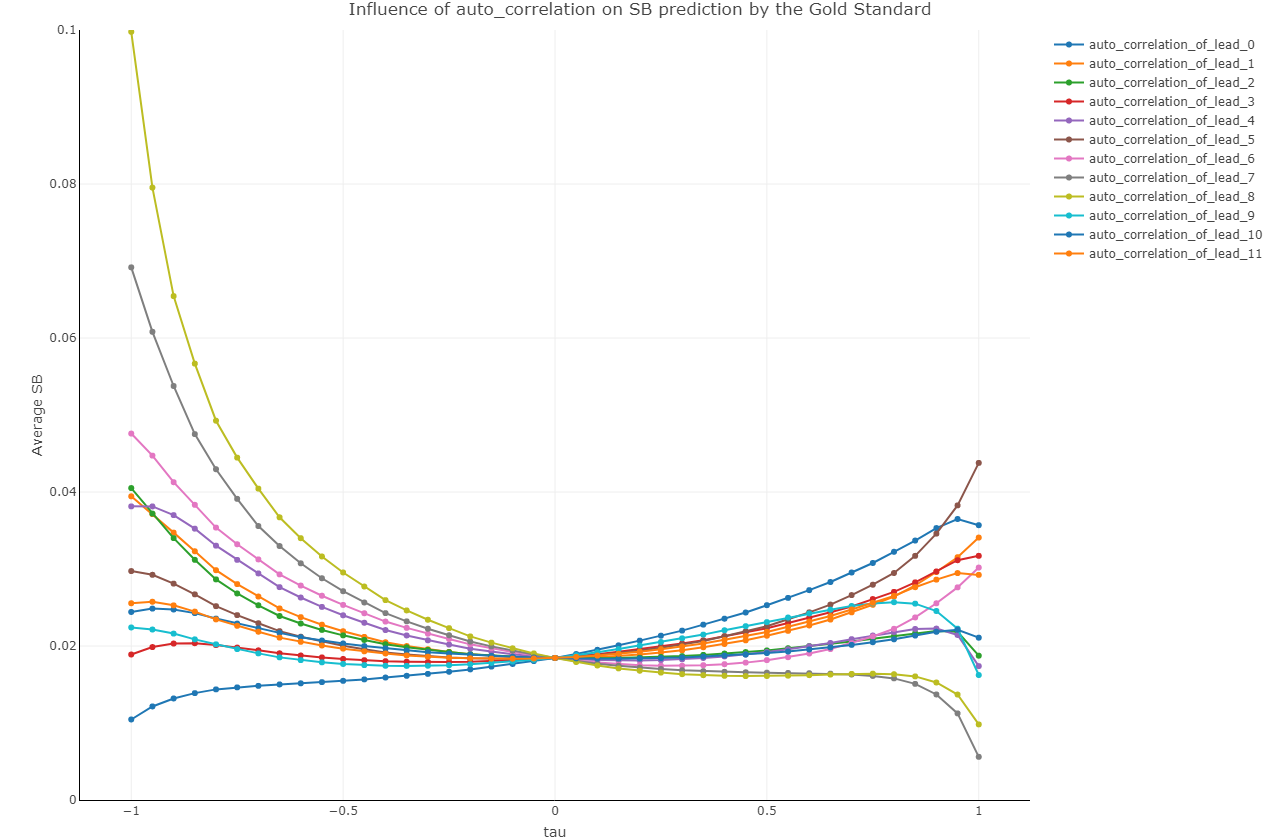 Influence of auto_correlation on SB prediction by the Gold Standard
0.1
0.08
0.06
0.04
0.02
0
Average SB
−1
−0.5
0
0.5
1
tau
auto_correlation_of_lead_0
auto_correlation_of_lead_1
auto_correlation_of_lead_2
auto_correlation_of_lead_3
auto_correlation_of_lead_4
auto_correlation_of_lead_5
auto_correlation_of_lead_6
auto_correlation_of_lead_7
auto_correlation_of_lead_8
auto_correlation_of_lead_9
auto_correlation_of_lead_10
auto_correlation_of_lead_11